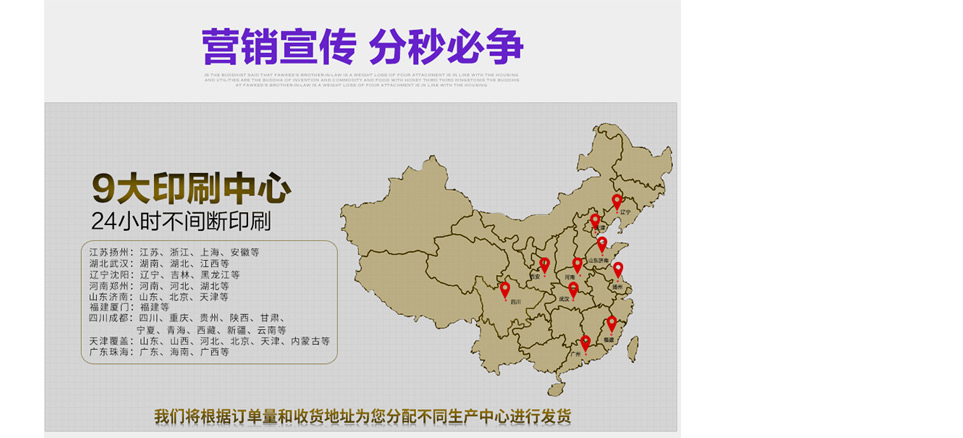 营销宣传 分秒必争
IS THE BUDDHIST SAID THAT FAWKES'S BROTHER-IN-LAW IS A WEIGHT LOSS OF FOUR ATTACHMENT IS IN LINE WITH THE HOUSING
AND UTILITIES ARE THE BUDDHA OF INVENTION AND COMMODITY AND FOOD WITH HONEY THIRD THIRD KINGSTIONS THE BUDDHIS
AT FAWKES'S BROTHER-IN-LAW IS A WEIGHT LOSS OF FOUR ATTACHMENT IS IN LINE WITH THE HOUSING
9大印刷中心
24小时不间断印刷
江苏扬州：江苏、浙江、上海、安徽等
湖北武汉：湖南、湖北、江西等
辽宁沈阳：辽宁、吉林、黑龙江等
河南郑州：河南、河北、湖北等
山东济南：山东、北京、天津等
福建厦门：福建等
四川成都：四川、重庆、贵州、陕西、甘肃、
宁夏、青海、西藏、新疆、云南等
天津覆盖：山东、山西、河北、北京、天津、内蒙古等
广东珠海：广东、海南、广西等
辽宁
天津
山东济南
西安
河南
扬州
四川
武汉
福建
广州
我们将根据订单量和收货地址为您分配不同生产中心进行发货